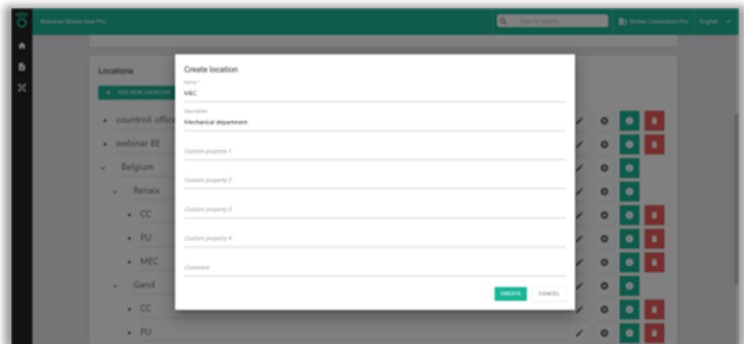 Welcome Globex User Pro
Type to search...
Globex Corporation Pro
English
Locations
+ ADD NEW LOCATION
Create location
Name *
MEC
Description
Mechanical department
Custom property 1
Custom property 2
Custom property 3
Custom property 4
Comment
CREATE
CANCEL
countroll office
webinar BE
Belgium
Renaix
CC
PU
MEC
Gand
CC
PU